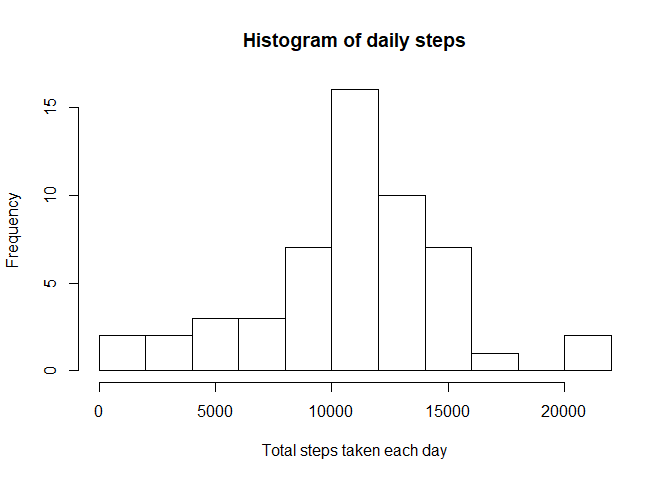 Histogram of daily steps
Frequency
15
10
5
0
0 5000 10000 15000 20000
Total steps taken each day